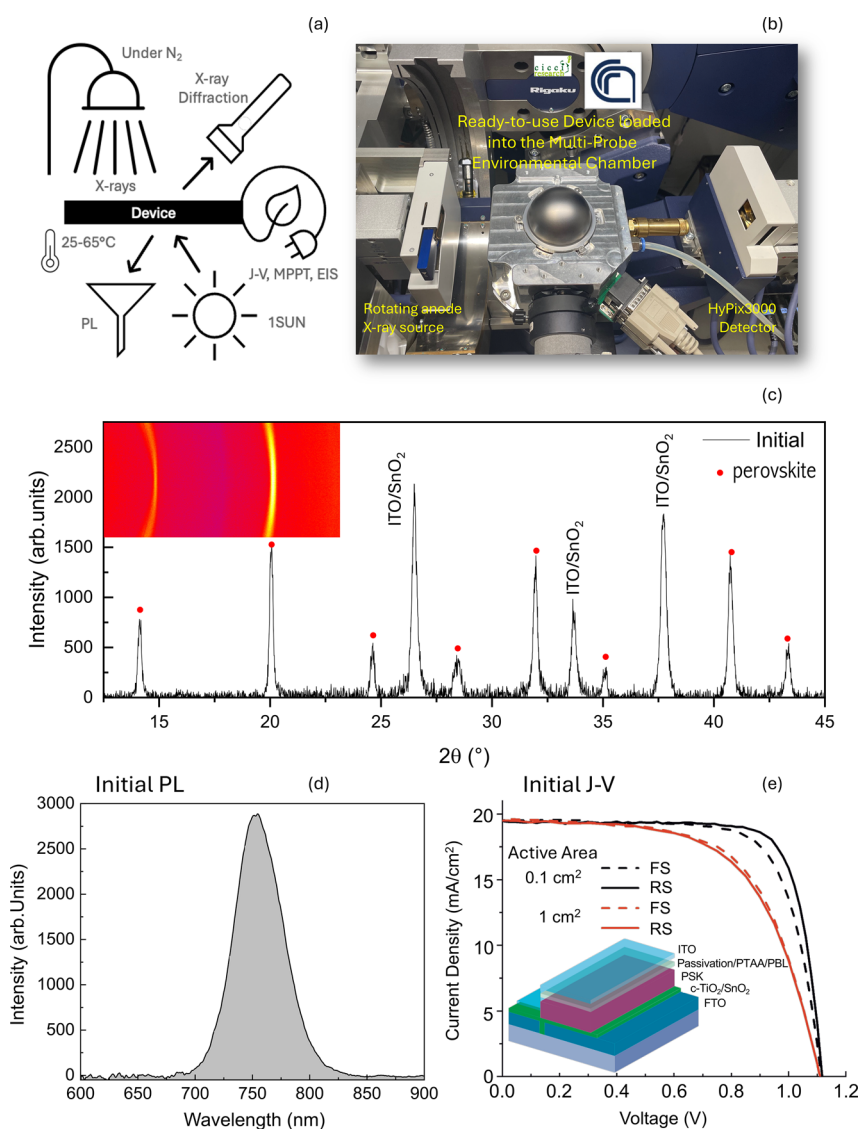 (a)
Under N₂
X-ray
Diffraction
X-rays
Device
25-65°C
J-V, MPPT, EIS
PL
1SUN
(b)
ciccl
research
Rigaku
Ready-to-use Device loaded
into the Multi-Probe
Environmental Chamber
Rotating anode
X-ray source
HyPix3000
Detector
(c)
Intensity (arb.units)
2500
2000
1500
1000
500
0
ITO/SnO₂
ITO/SnO₂
ITO/SnO₂
Initial
perovskite
15 20 25 30 35 40 45
2θ (°)
Initial PL
(d)
Intensity (arb.Units)
3000
2500
2000
1500
1000
500
0
600 650 700 750 800 850 900
Wavelength (nm)
Initial J-V
(e)
Current Density (mA/cm²)
20
15
10
5
0
Active Area
0.1 cm²
FS
RS
1 cm²
FS
RS
ITO
Passivation/PTAA/PBL
PSK
c-TiO₂/SnO₂
FTO
0.0 0.2 0.4 0.6 0.8 1.0 1.2
Voltage (V)